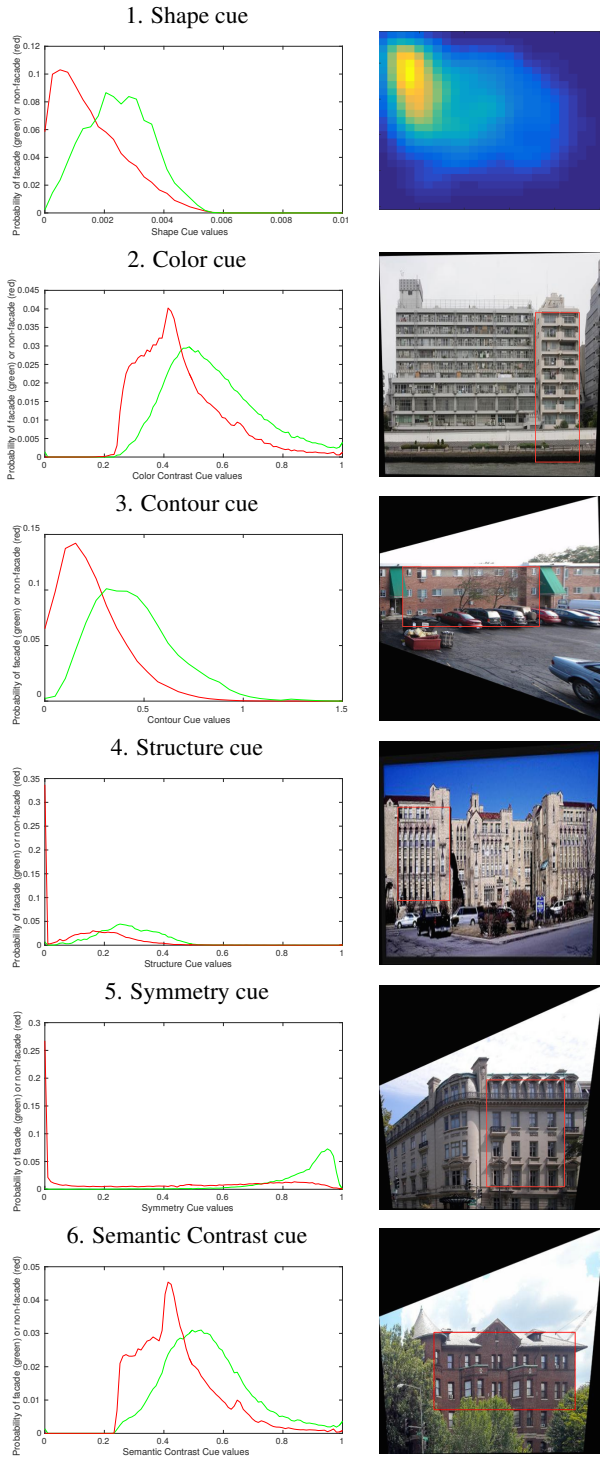 1. Shape cue
Probability of facade (green) or non-facade (red)
0.12
0.1
0.08
0.06
0.04
0.02
0
0 0.002 0.004 0.006 0.008 0.01
Shape Cue values
2. Color cue
Probability of facade (green) or non-facade (red)
0.045
0.04
0.035
0.03
0.025
0.02
0.015
0.01
0.005
0
0 0.2 0.4 0.6 0.8 1
Color Contrast Cue values
3. Contour cue
Probability of facade (green) or non-facade (red)
0.15
0.1
0.05
0
0 0.5 1 1.5
Contour Cue values
4. Structure cue
Probability of facade (green) or non-facade (red)
0.35
0.3
0.25
0.2
0.15
0.1
0.05
0
0 0.2 0.4 0.6 0.8 1
Structure Cue values
5. Symmetry cue
Probability of facade (green) or non-facade (red)
0.3
0.25
0.2
0.15
0.1
0.05
0
0 0.2 0.4 0.6 0.8 1
Symmetry Cue values
6. Semantic Contrast cue
Probability of facade (green) or non-facade (red)
0.05
0.04
0.03
0.02
0.01
0
0 0.2 0.4 0.6 0.8 1
Semantic Contrast Cue values